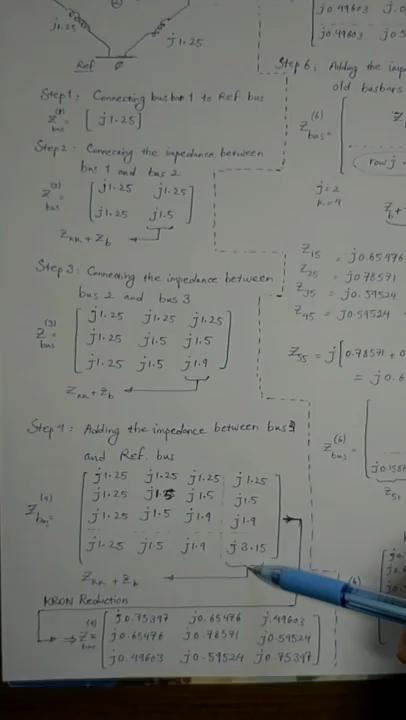 j1.25
j1.25
Ref
Step 1: Connecting busbar 1 to Ref bus
Z bus (1) = [ j1.25 ]
Step 2: Connecting the impedance between
bus 1 and bus 2
Z bus (2) =
j1.25 j1.25
j1.25 j1.5
Zkk + Zb
Step 3: Connecting the impedance between
bus 2 and bus 3
Z bus (3) =
j1.25 j1.25 j1.25
j1.25 j1.5 j1.5
j1.25 j1.5 j1.9
Zkk + Zb
Step 4: Adding the impedance between bus 3
and Ref. bus
Z bus (4) =
j1.25 j1.25 j1.25 j1.25
j1.25 j1.5 j1.5 j1.5
j1.25 j1.5 j1.9 j1.9
j1.25 j1.5 j1.9 j3.15
Zkk + Zb
KRON Reduction
⇒ Z bus (4) =
j0.75397 j0.65476 j.49603
j0.65476 j0.78571 j0.59524
j0.49603 j0.59524 j0.75397
j0.49603
j0.49603 j0.5
Step 6: Adding the
old busbars
Z bus (6) =
row j
j = 2
k = 4
Z15 = j0.65476
Z25 = j0.78571
Z35 = j0.59524
Z45 = j0.59524
Z55 = j[0.78571 + 0
= j0.6
Z bus (6) =
Z51